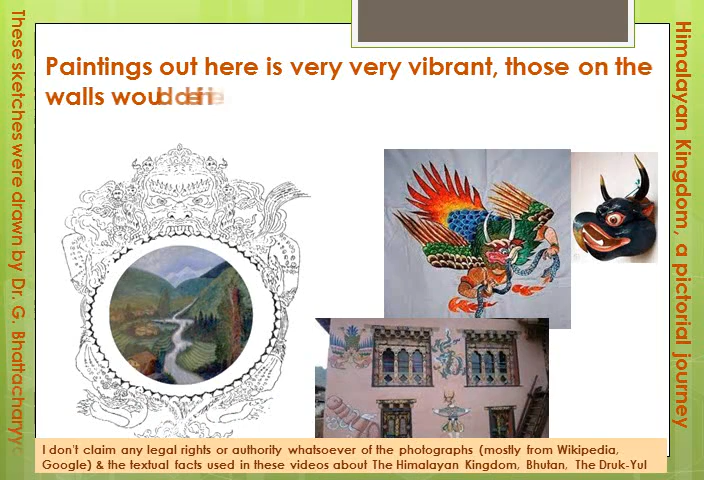 Paintings out here is very very vibrant, those on the
walls would
These sketches were drawn by Dr. G. Bhattacharyya
Himalayan Kingdom, a pictorial journey
I don't claim any legal rights or authority whatsoever of the photographs (mostly from Wikipedia,
Google) & the textual facts used in these videos about The Himalayan Kingdom, Bhutan, The Druk-Yul